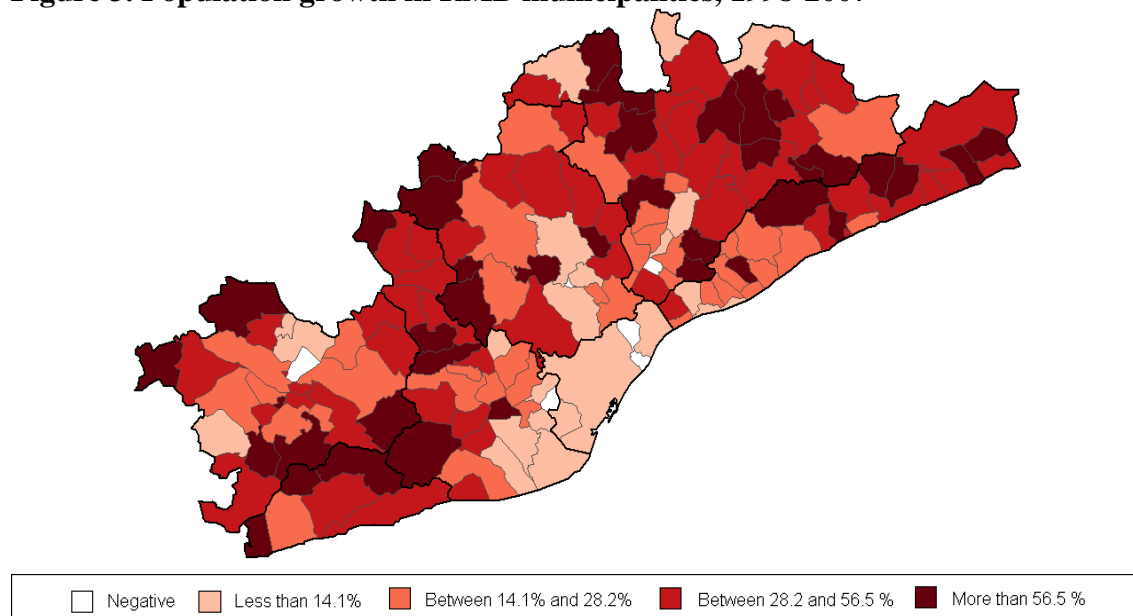 Figure Population growth in municipalities,
Negative Less than 14.1% Between 14.1% and 28.2% Between 28.2 and 56.5 % More than 56.5 %